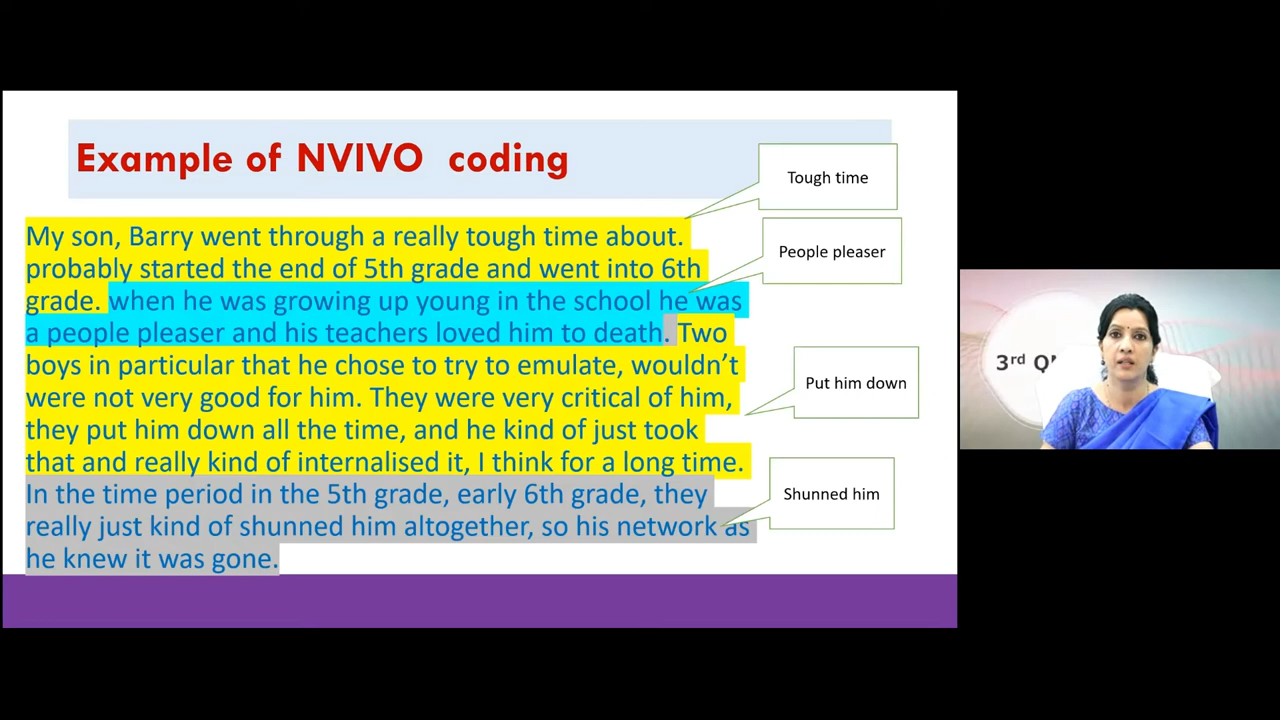 Example of NVIVO coding
Tough time
People pleaser
My son, Barry went through a really tough time about.
probably started the end of 5th grade and went into 6th
grade. when he was growing up young in the school he was
a people pleaser and his teachers loved him to death. Two
boys in particular that he chose to try to emulate, wouldn’t
were not very good for him. They were very critical of him,
they put him down all the time, and he kind of just took
that and really kind of internalised it, I think for a long time.
In the time period in the 5th grade, early 6th grade, they
really just kind of shunned him altogether, so his network as
he knew it was gone.
Put him down
Shunned him
3rd